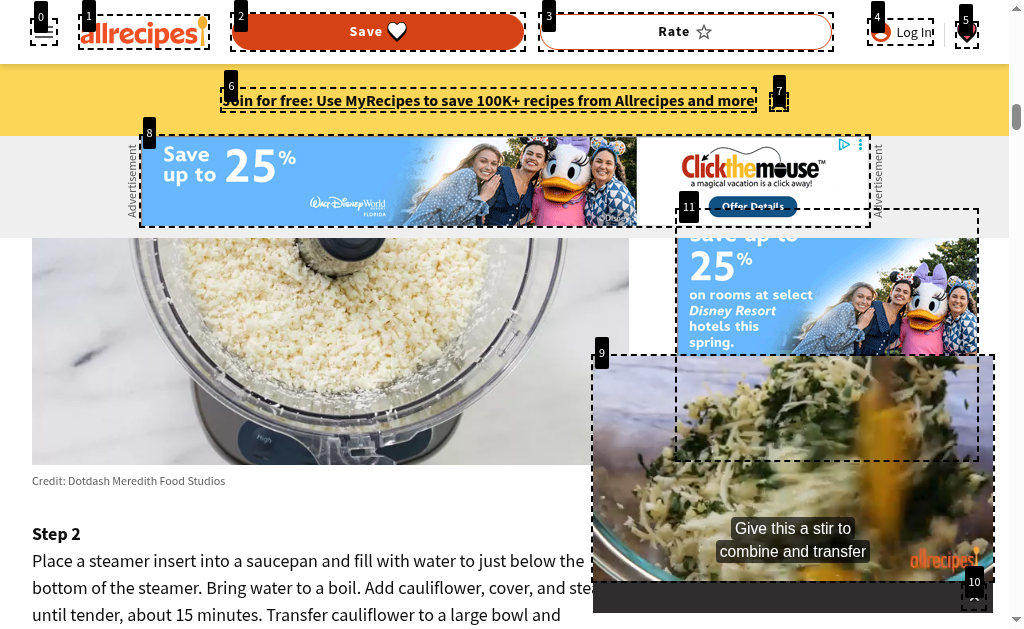 0
1
2
3
4
5
allrecipes
Save
Rate
Log In
6
7
Join for free: Use MyRecipes to save 100K+ recipes from Allrecipes and more
8
Advertisement
Save
up to 25%
Walt Disney World
FLORIDA
©Disney
Clickthemouse™
a magical vacation is a click away!
Offer Details
Advertisement
11
Save up to
25%
on rooms at select
Disney Resort
hotels this
spring.
9
High
Credit: Dotdash Meredith Food Studios
Give this a stir to
combine and transfer
allrecipes
10
Step 2
Place a steamer insert into a saucepan and fill with water to just below the
bottom of the steamer. Bring water to a boil. Add cauliflower, cover, and stea
until tender, about 15 minutes. Transfer cauliflower to a large bowl and